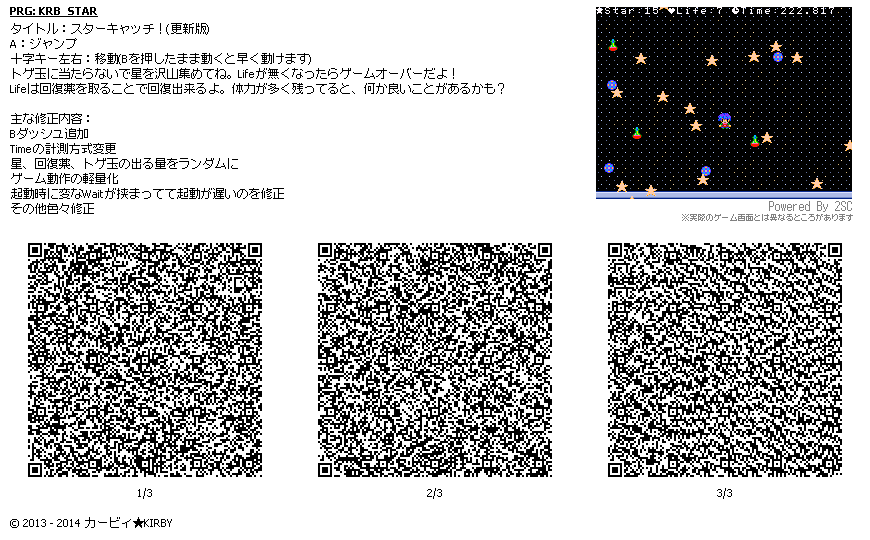 PRG: KRB_STAR
タイトル：スターキャッチ！(更新版)
A：ジャンプ
十字キー左右：移動(Bを押したまま動くと早く動けます)
トゲ玉に当たらないで星を沢山集めてね。Lifeが無くなったらゲームオーバーだよ！
Lifeは回復薬を取ることで回復出来るよ。体力が多く残ってると、何か良いことがあるかも？
主な修正内容：
Bダッシュ追加
Timeの計測方式変更
星、回復薬、トゲ玉の出る量をランダムに
ゲーム動作の軽量化
起動時に変なWaitが挟まってて起動が遅いのを修正
その他色々修正
★Star:15 ♥Life:7 Time:222.817
Powered By 2SC
※実際のゲーム画面とは異なるところがあります
1/3
2/3
3/3
© 2013 - 2014 カービィ★KIRBY